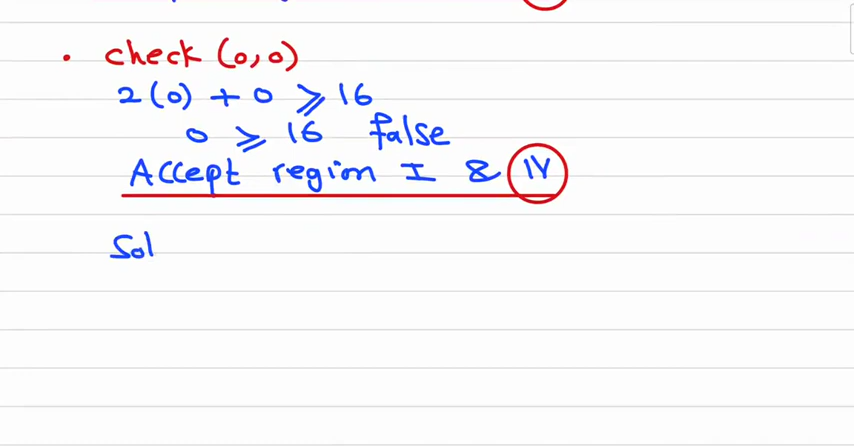 • check (0,0)
2(0) + 0 ⩾ 16
0 ⩾ 16 false
Accept region I & IV
Sol